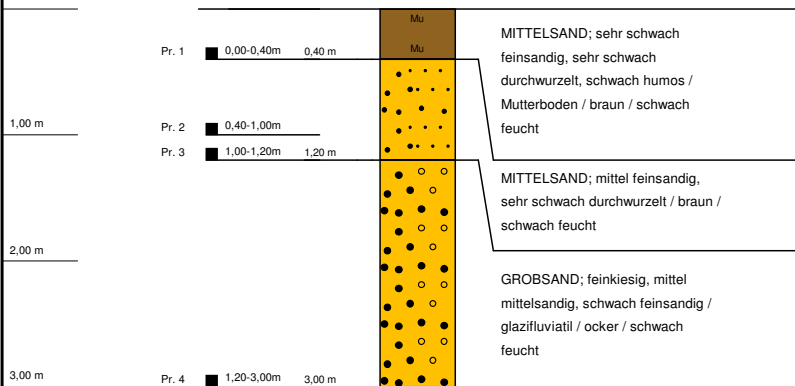 Mu
MITTELSAND; sehr schwach
feinsandig, sehr schwach
durchwurzelt, schwach humos /
Mutterboden / braun / schwach
feucht
Pr. 1 0,00-0,40m 0,40 m Mu
1,00 m
Pr. 2 0,40-1,00m
Pr. 3 1,00-1,20m 1,20 m
MITTELSAND; mittel feinsandig,
sehr schwach durchwurzelt / braun /
schwach feucht
2,00 m
GROBSAND; feinkiesig, mittel
mittelsandig, schwach feinsandig /
glazifluviatil / ocker / schwach
feucht
3,00 m
Pr. 4 1,20-3,00m 3,00 m